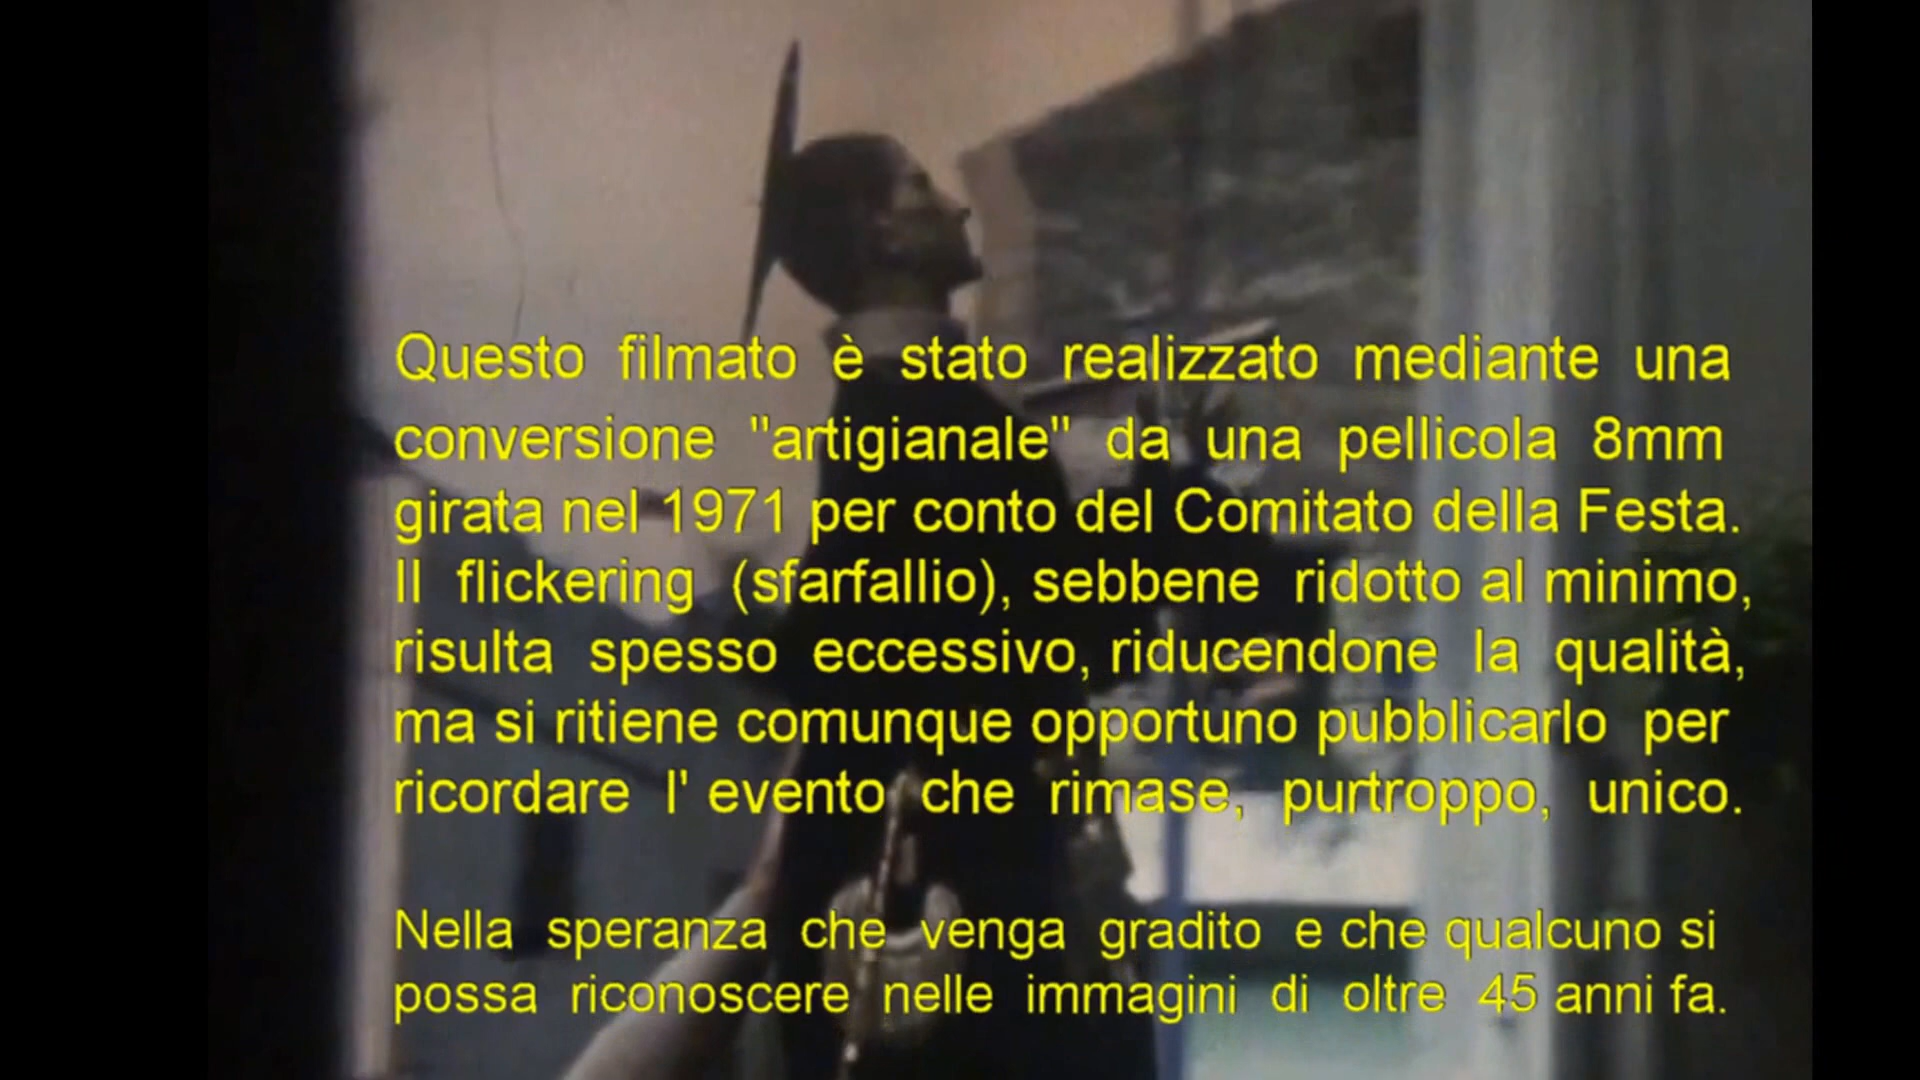 Questo filmato è stato realizzato mediante una
conversione "artigianale" da una pellicola 8mm
girata nel 1971 per conto del Comitato della Festa.
Il flickering (sfarfallio), sebbene ridotto al minimo,
risulta spesso eccessivo, riducendone la qualità,
ma si ritiene comunque opportuno pubblicarlo per
ricordare l' evento che rimase, purtroppo, unico.
Nella speranza che venga gradito e che qualcuno si
possa riconoscere nelle immagini di oltre 45 anni fa.